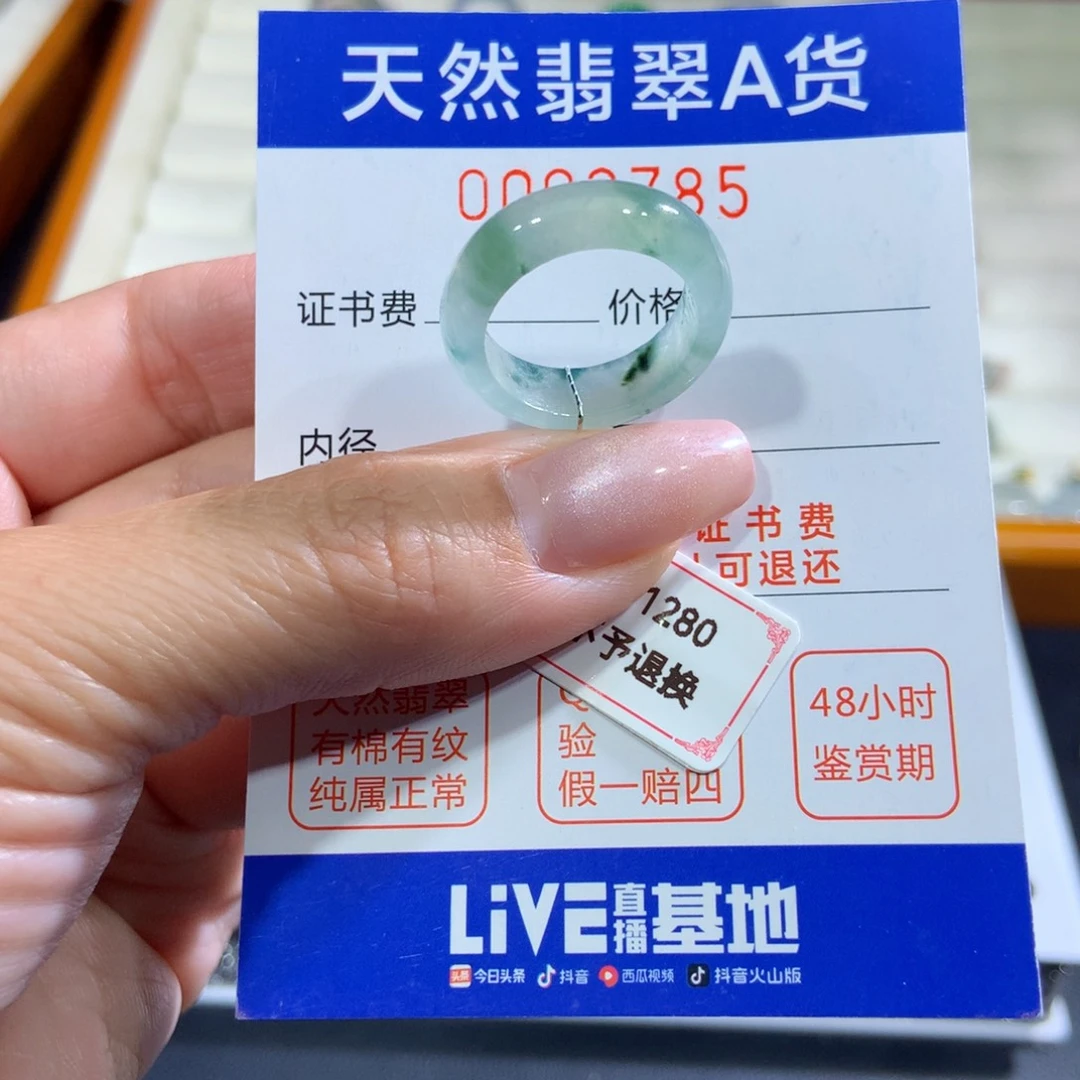 天然翡翠A货
785
证书费 价格
内径
证书费
可退还
1280
予退换
天然翡翠
有棉有纹
纯属正常
验
假一赔四
48小时
鉴赏期
LiVE直播基地
头条 今日头条 抖音 西瓜视频 抖音火山版